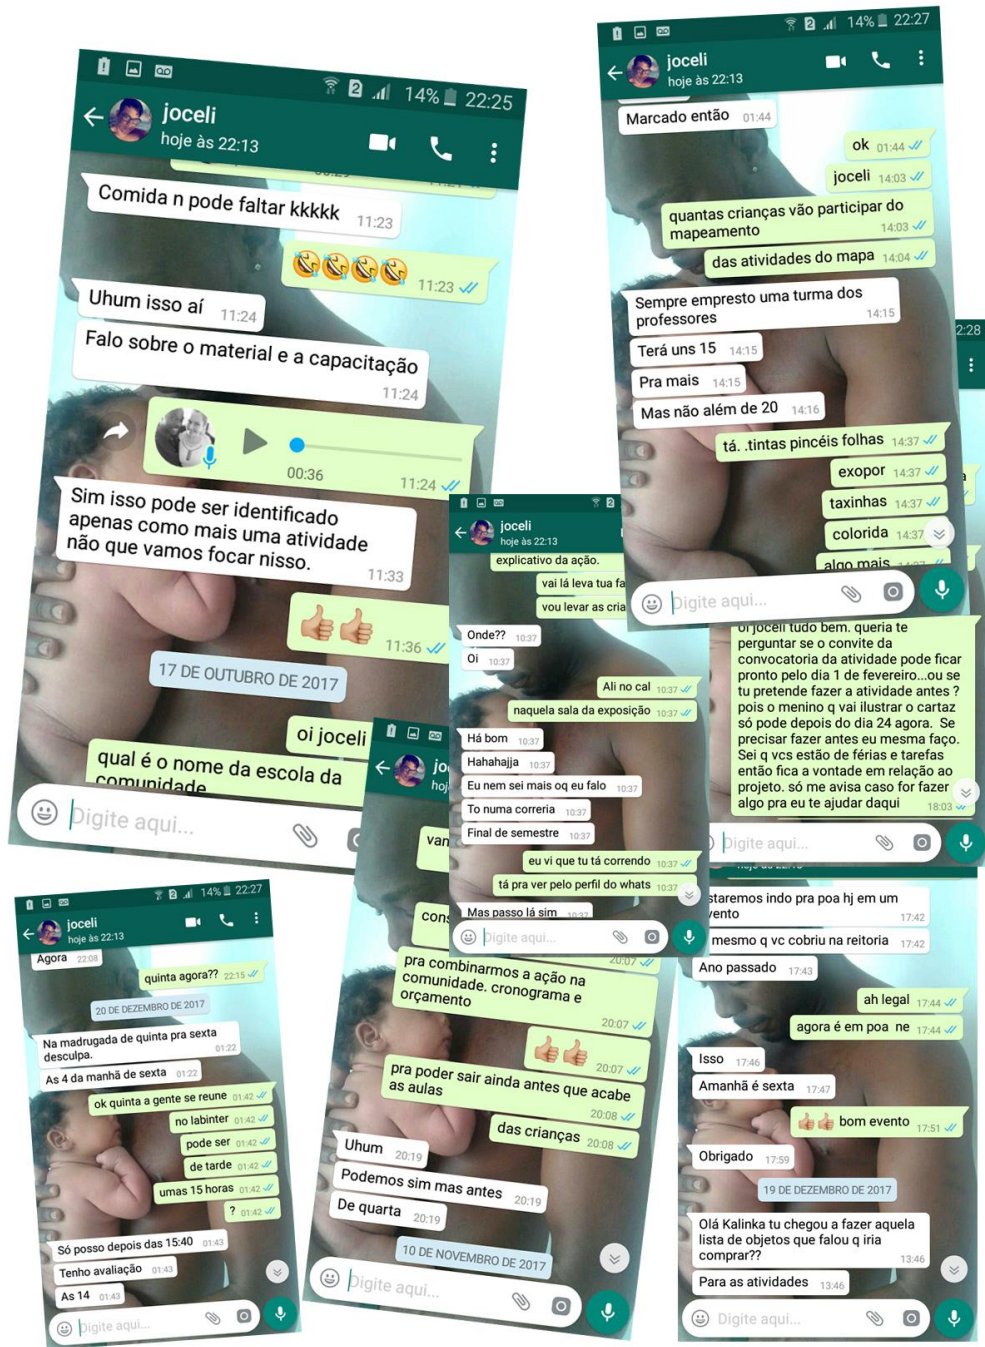 14% 22:25
joceli
hoje às 22:13
Comida n pode faltar kkkkk 11:23
11:23
Uhum isso aí 11:24
Falo sobre o material e a capacitação
11:24
00:36 11:24
Sim isso pode ser identificado
apenas como mais uma atividade
não que vamos focar nisso.
11:33
11:36
17 DE OUTUBRO DE 2017
oi joceli
qual é o nome da escola da
comunidade
Digite aqui...
14% 22:27
joceli
hoje às 22:13
Marcado então 01:44
ok 01:44
joceli 14:03
quantas crianças vão participar do
mapeamento 14:03
das atividades do mapa 14:04
Sempre empresto uma turma dos
professores 14:15
Terá uns 15 14:15
Pra mais 14:15
Mas não além de 20 14:16
tá. .tintas pincéis folhas 14:37
exopor 14:37
taxinhas 14:37
colorida 14:37
algo mais
Digite aqui...
2:28
joceli
hoje às 22:13
explicativo da ação.
vai lá leva tua fa
vou levar as cria
Onde?? 10:37
Oi 10:37
Ali no cal 10:37
naquela sala da exposição 10:37
Há bom 10:37
Hahahajja 10:37
Eu nem sei mais oq eu falo 10:37
To numa correria 10:37
Final de semestre 10:37
eu vi que tu tá correndo 10:37
tá pra ver pelo perfil do whats 10:37
Mas passo lá sim 10:37
Digite aqui...
oi joceli tudo bem. queria te
perguntar se o convite da
convocatoria da atividade pode ficar
pronto pelo dia 1 de fevereiro...ou se
tu pretende fazer a atividade antes ?
pois o menino q vai ilustrar o cartaz
só pode depois do dia 24 agora. Se
precisar fazer antes eu mesma faço.
Sei q vcs estão de férias e tarefas
então fica a vontade em relação ao
projeto. só me avisa caso for fazer
algo pra eu te ajudar daqui 18:03
Digite aqui...
14% 22:27
joceli
hoje às 22:13
Agora 22:08
quinta agora?? 22:15
20 DE DEZEMBRO DE 2017
Na madrugada de quinta pra sexta
desculpa. 01:22
As 4 da manhã de sexta 01:22
ok quinta a gente se reune 01:42
no labinter 01:42
pode ser 01:42
de tarde 01:42
umas 15 horas 01:42
? 01:42
Só posso depois das 15:40 01:43
Tenho avaliação 01:43
As 14 01:43
Digite aqui...
jo
hoj
van
cons
20:07
pra combinarmos a ação na
comunidade. cronograma e
orçamento
20:07
20:07
pra poder sair ainda antes que acabe
as aulas
20:08
das crianças 20:08
Uhum 20:19
Podemos sim mas antes 20:19
De quarta 20:19
10 DE NOVEMBRO DE 2017
Digite aqui...
staremos indo pra poa hj em um
vento 17:42
mesmo q vc cobriu na reitoria 17:42
Ano passado 17:43
ah legal 17:44
agora é em poa ne 17:44
Isso 17:46
Amanhã é sexta 17:47
bom evento 17:51
Obrigado 17:59
19 DE DEZEMBRO DE 2017
Olá Kalinka tu chegou a fazer aquela
lista de objetos que falou q iria
comprar?? 13:46
Para as atividades 13:46
Digite aqui...